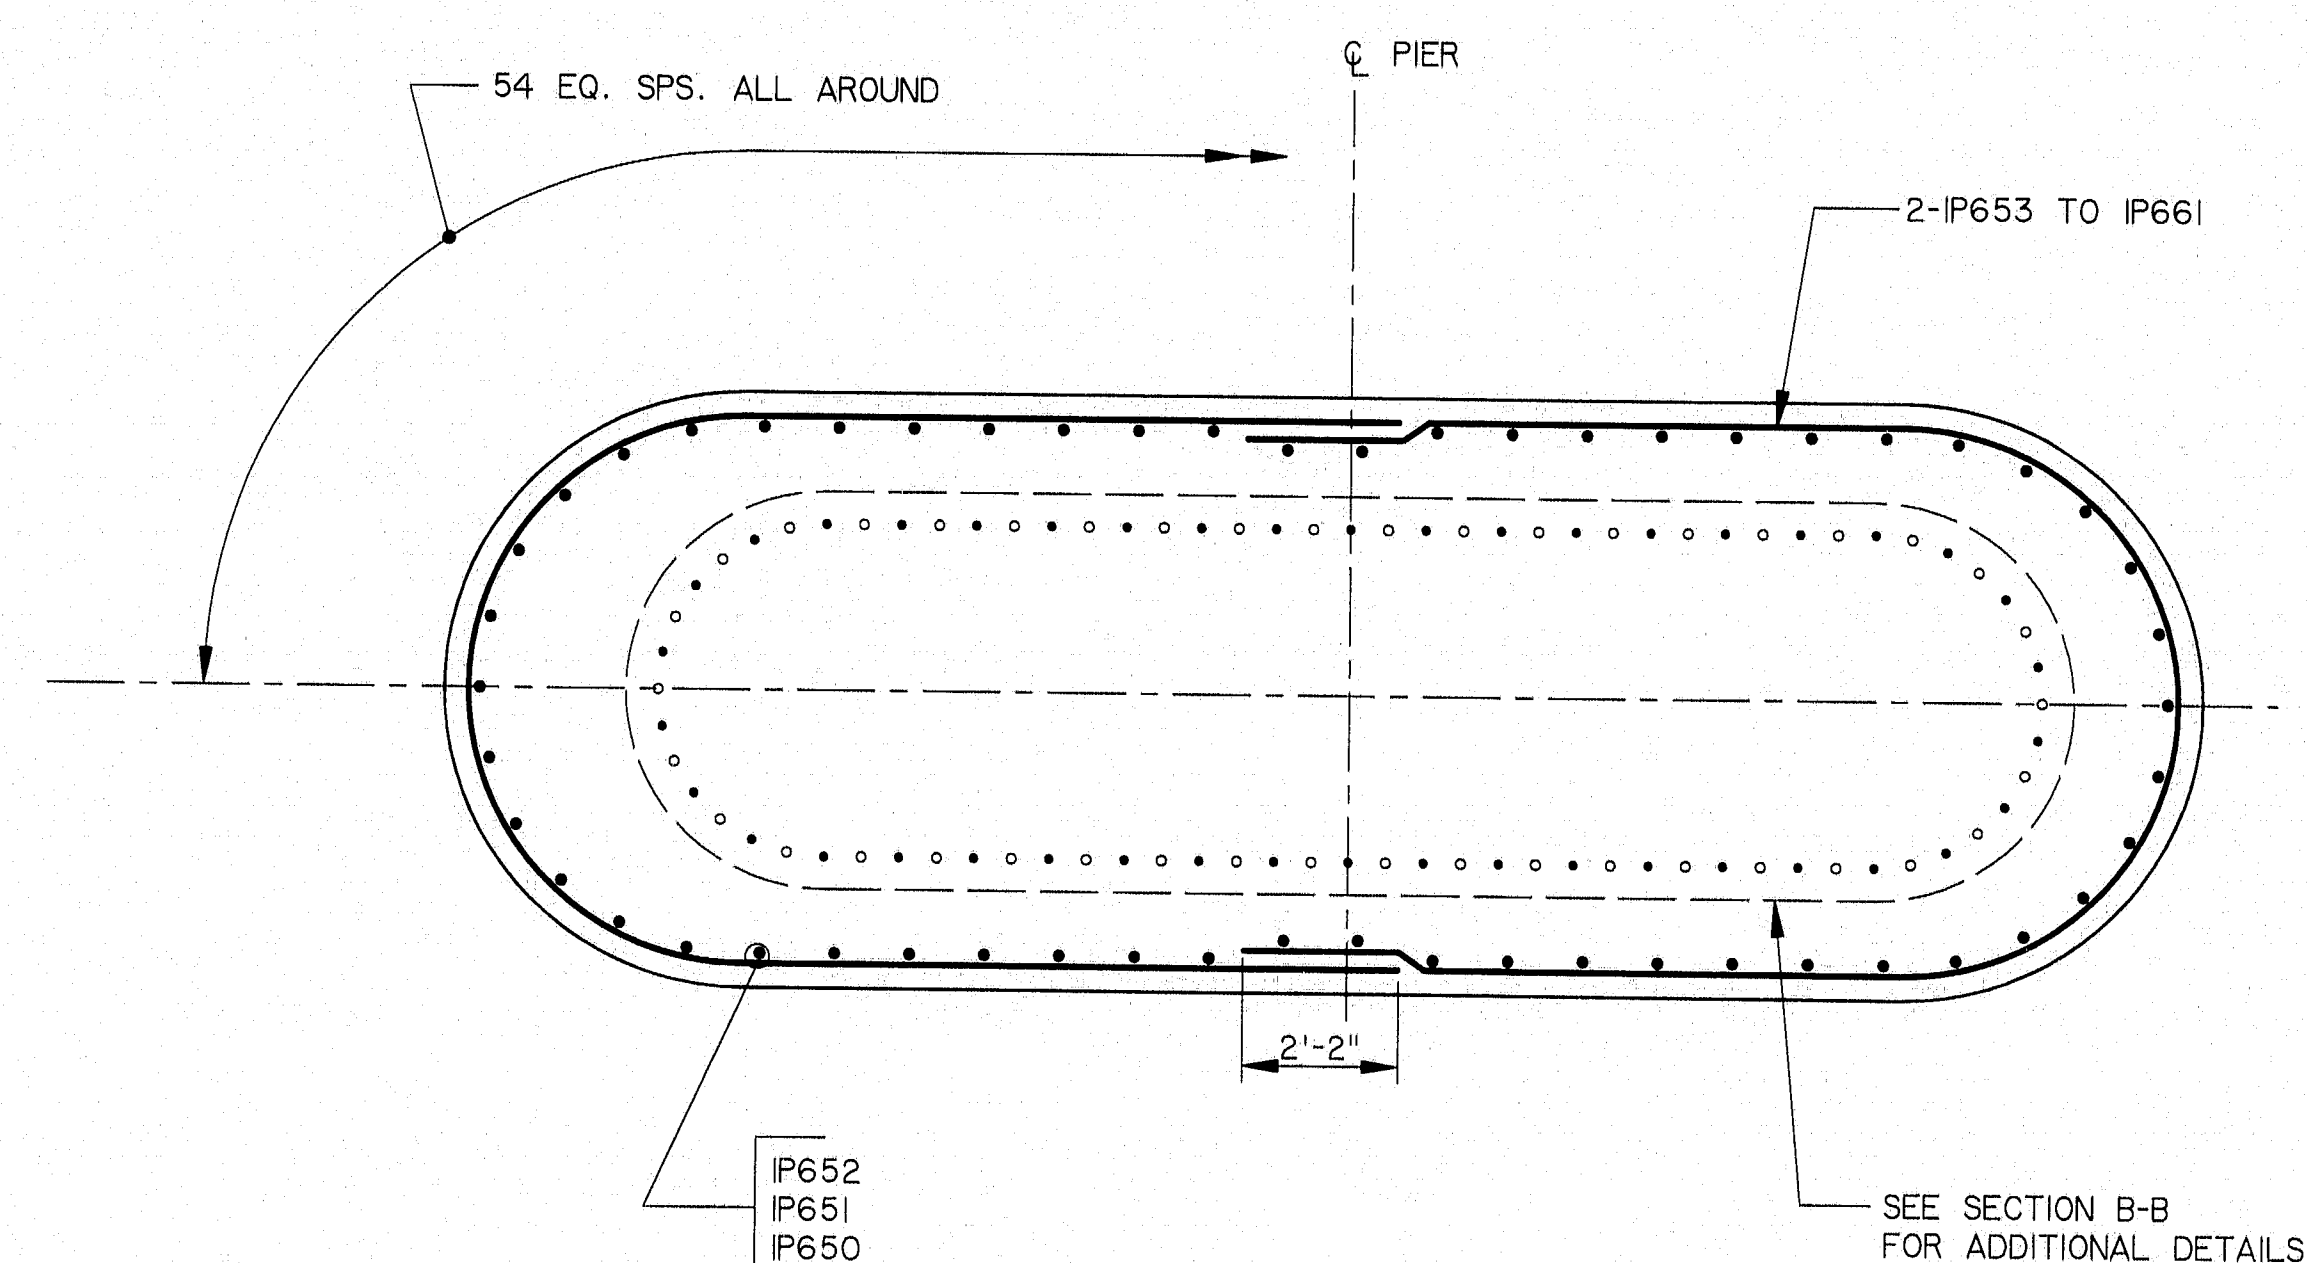 ℄ PIER
54 EQ. SPS. ALL AROUND
2-IP653 TO IP661
2'-2"
IP652
IP651
IP650
SEE SECTION B-B
FOR ADDITIONAL DETAILS